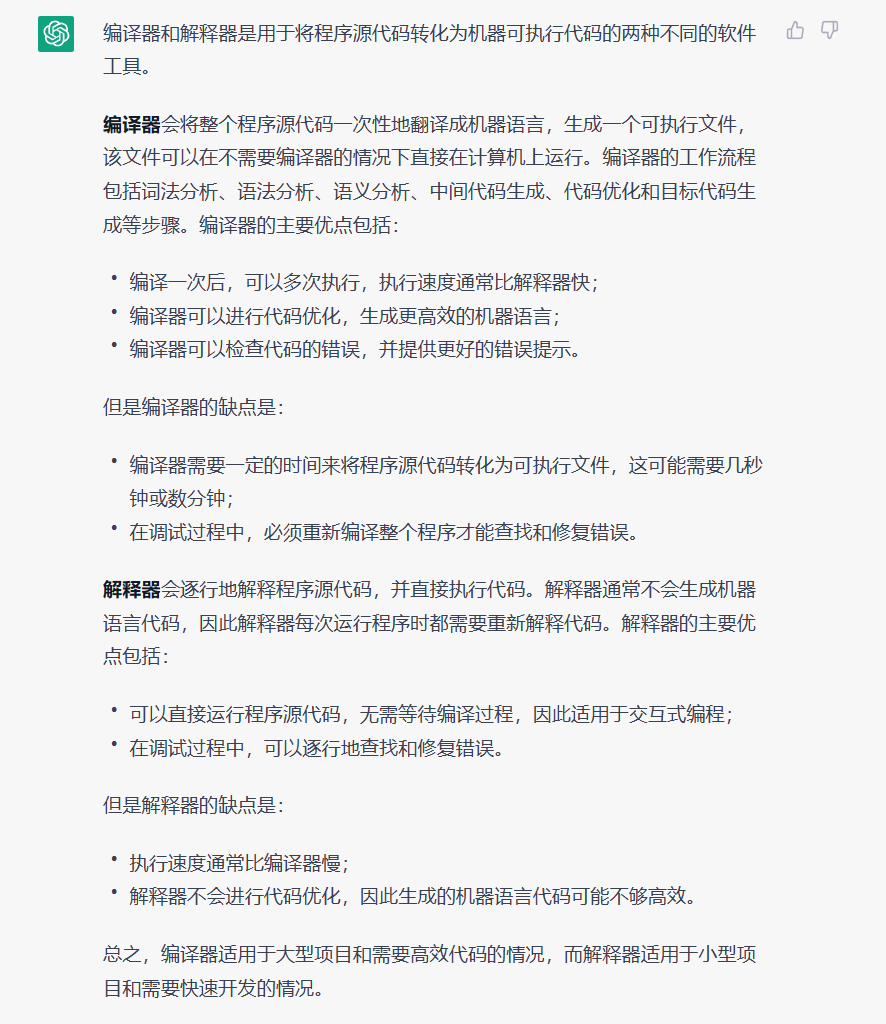 编译器和解释器是用于将程序源代码转化为机器可执行代码的两种不同的软件
工具。
编译器会将整个程序源代码一次性地翻译成机器语言，生成一个可执行文件，
该文件可以在不需要编译器的情况下直接在计算机上运行。编译器的工作流程
包括词法分析、语法分析、语义分析、中间代码生成、代码优化和目标代码生
成等步骤。编译器的主要优点包括：
• 编译一次后，可以多次执行，执行速度通常比解释器快；
• 编译器可以进行代码优化，生成更高效的机器语言；
• 编译器可以检查代码的错误，并提供更好的错误提示。
但是编译器的缺点是：
• 编译器需要一定的时间来将程序源代码转化为可执行文件，这可能需要几秒
钟或数分钟；
• 在调试过程中，必须重新编译整个程序才能查找和修复错误。
解释器会逐行地解释程序源代码，并直接执行代码。解释器通常不会生成机器
语言代码，因此解释器每次运行程序时都需要重新解释代码。解释器的主要优
点包括：
• 可以直接运行程序源代码，无需等待编译过程，因此适用于交互式编程；
• 在调试过程中，可以逐行地查找和修复错误。
但是解释器的缺点是：
• 执行速度通常比编译器慢；
• 解释器不会进行代码优化，因此生成的机器语言代码可能不够高效。
总之，编译器适用于大型项目和需要高效代码的情况，而解释器适用于小型项
目和需要快速开发的情况。